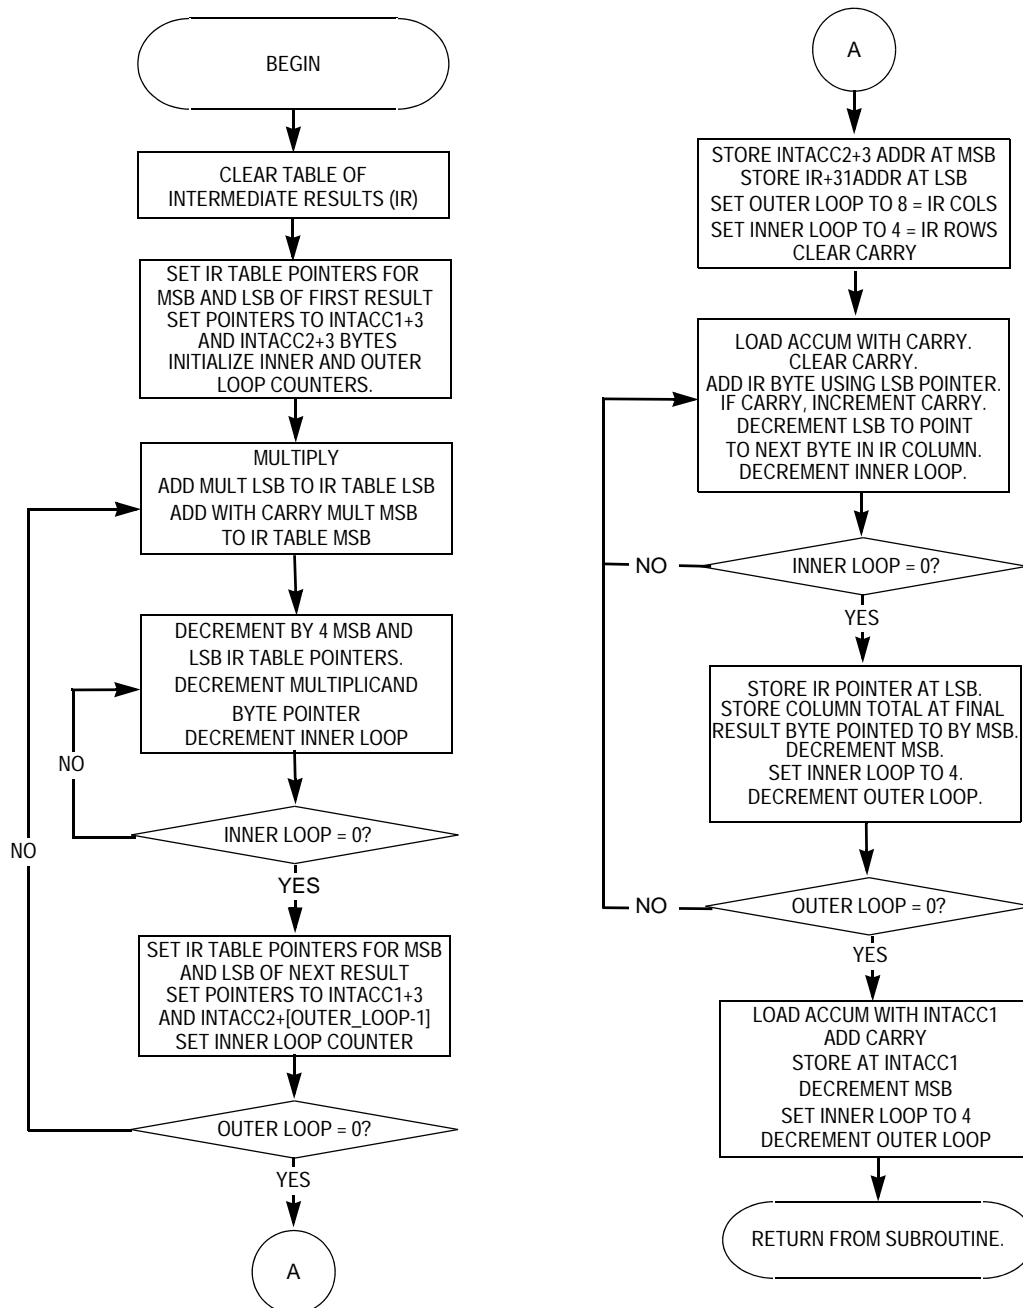 BEGIN
CLEAR TABLE OF
INTERMEDIATE RESULTS (IR)
SET IR TABLE POINTERS FOR
MSB AND LSB OF FIRST RESULT
SET POINTERS TO INTACC1+3
AND INTACC2+3 BYTES
INITIALIZE INNER AND OUTER
LOOP COUNTERS.
MULTIPLY
ADD MULT LSB TO IR TABLE LSB
ADD WITH CARRY MULT MSB
TO IR TABLE MSB
DECREMENT BY 4 MSB AND
LSB IR TABLE POINTERS.
DECREMENT MULTIPLICAND
BYTE POINTER
DECREMENT INNER LOOP
NO
INNER LOOP = 0?
NO
YES
SET IR TABLE POINTERS FOR MSB
AND LSB OF NEXT RESULT
SET POINTERS TO INTACC1+3
AND INTACC2+[OUTER_LOOP-1]
SET INNER LOOP COUNTER
OUTER LOOP = 0?
YES
A
A
STORE INTACC2+3 ADDR AT MSB
STORE IR+31ADDR AT LSB
SET OUTER LOOP TO 8 = IR COLS
SET INNER LOOP TO 4 = IR ROWS
CLEAR CARRY
LOAD ACCUM WITH CARRY.
CLEAR CARRY.
ADD IR BYTE USING LSB POINTER.
IF CARRY, INCREMENT CARRY.
DECREMENT LSB TO POINT
TO NEXT BYTE IN IR COLUMN.
DECREMENT INNER LOOP.
NO
INNER LOOP = 0?
YES
STORE IR POINTER AT LSB.
STORE COLUMN TOTAL AT FINAL
RESULT BYTE POINTED TO BY MSB.
DECREMENT MSB.
SET INNER LOOP TO 4.
DECREMENT OUTER LOOP.
NO
OUTER LOOP = 0?
YES
LOAD ACCUM WITH INTACC1
ADD CARRY
STORE AT INTACC1
DECREMENT MSB
SET INNER LOOP TO 4
DECREMENT OUTER LOOP
RETURN FROM SUBROUTINE.